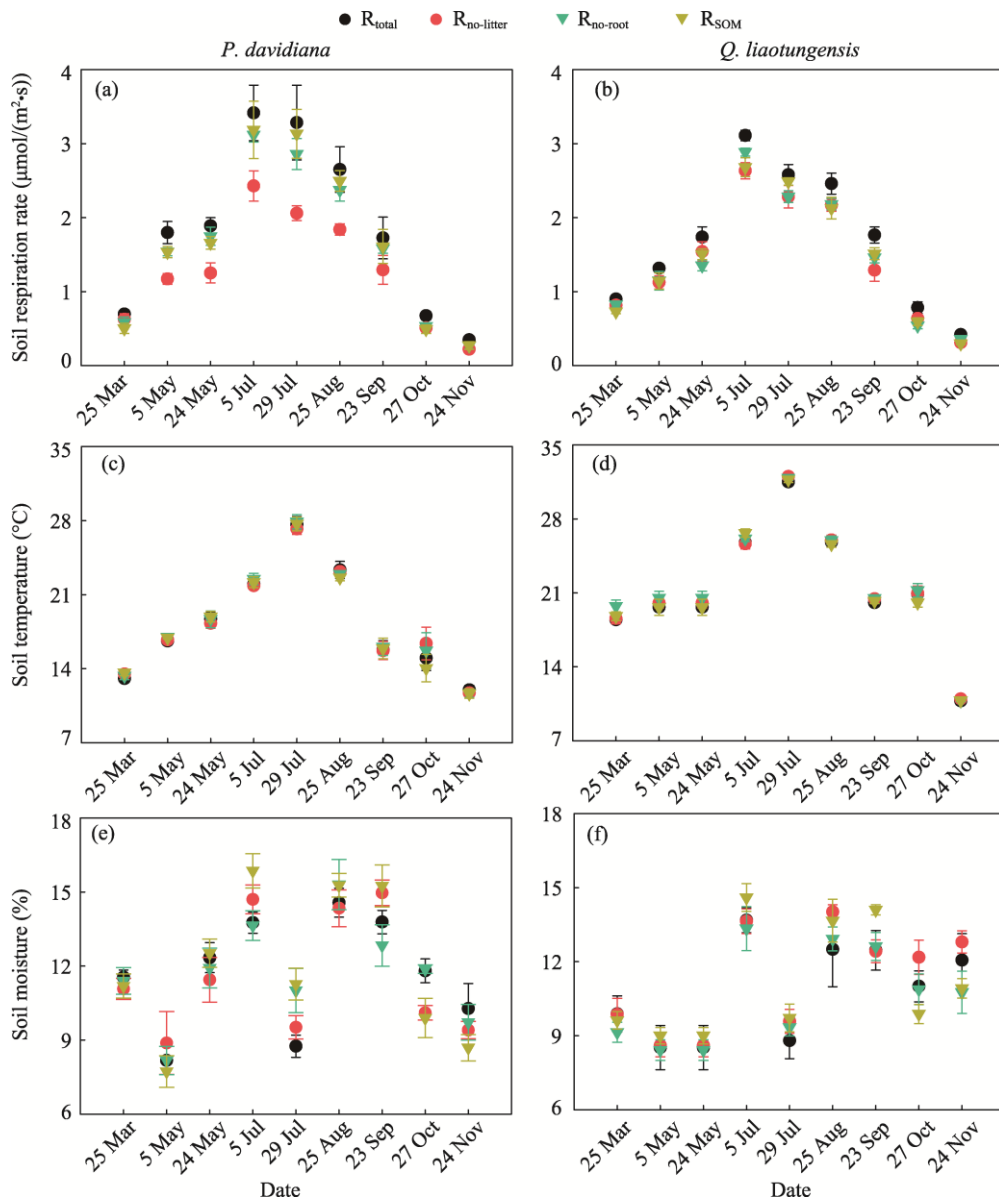 R_total R_no-litter R_no-root R_SOM
P. davidiana Q. liaotungensis
Soil respiration rate (μmol/(m²•s))
(a)
4
3
2
1
0
25 Mar 5 May 24 May 5 Jul 29 Jul 25 Aug 23 Sep 27 Oct 24 Nov
(b)
4
3
2
1
0
25 Mar 5 May 24 May 5 Jul 29 Jul 25 Aug 23 Sep 27 Oct 24 Nov
Soil temperature (°C)
(c)
35
28
21
14
7
25 Mar 5 May 24 May 5 Jul 29 Jul 25 Aug 23 Sep 27 Oct 24 Nov
(d)
35
28
21
14
7
25 Mar 5 May 24 May 5 Jul 29 Jul 25 Aug 23 Sep 27 Oct 24 Nov
Soil moisture (%)
(e)
18
15
12
9
6
25 Mar 5 May 24 May 5 Jul 29 Jul 25 Aug 23 Sep 27 Oct 24 Nov
Date
(f)
18
15
12
9
6
25 Mar 5 May 24 May 5 Jul 29 Jul 25 Aug 23 Sep 27 Oct 24 Nov
Date